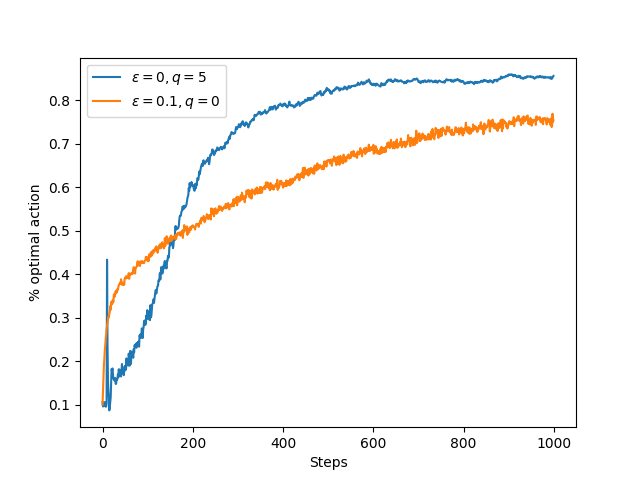 ε = 0, q = 5
ε = 0.1, q = 0
% optimal action
0.8
0.7
0.6
0.5
0.4
0.3
0.2
0.1
0 200 400 600 800 1000
Steps